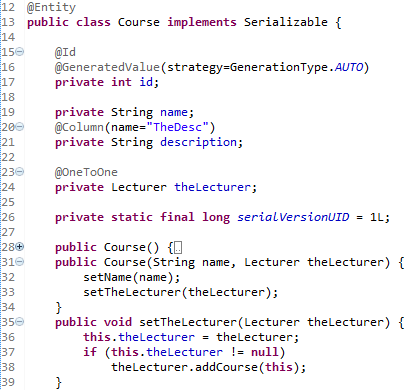 12 @Entity
13 public class Course implements Serializable {
14
15 @Id
16 @GeneratedValue(strategy=GenerationType.AUTO)
17 private int id;
18
19 private String name;
20 @Column(name="TheDesc")
21 private String description;
22
23 @OneToOne
24 private Lecturer theLecturer;
25
26 private static final long serialVersionUID = 1L;
27
28 public Course() {
31 public Course(String name, Lecturer theLecturer) {
32 setName(name);
33 setTheLecturer(theLecturer);
34 }
35 public void setTheLecturer(Lecturer theLecturer) {
36 this.theLecturer = theLecturer;
37 if (this.theLecturer != null)
38 theLecturer.addCourse(this);
39 }